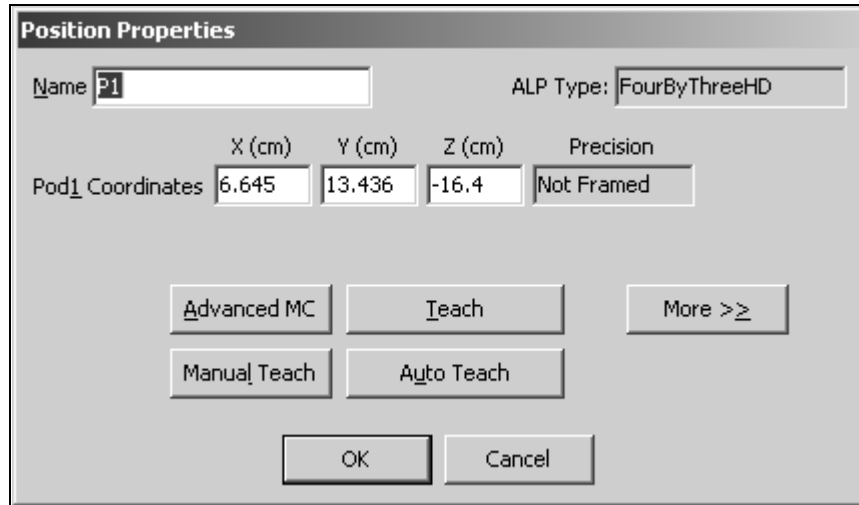 Position Properties
Name P1 ALP Type: FourByThreeHD
X (cm) Y (cm) Z (cm) Precision
Pod1 Coordinates 6.645 13.436 -16.4 Not Framed
Advanced MC Teach More >>
Manual Teach Auto Teach
OK Cancel